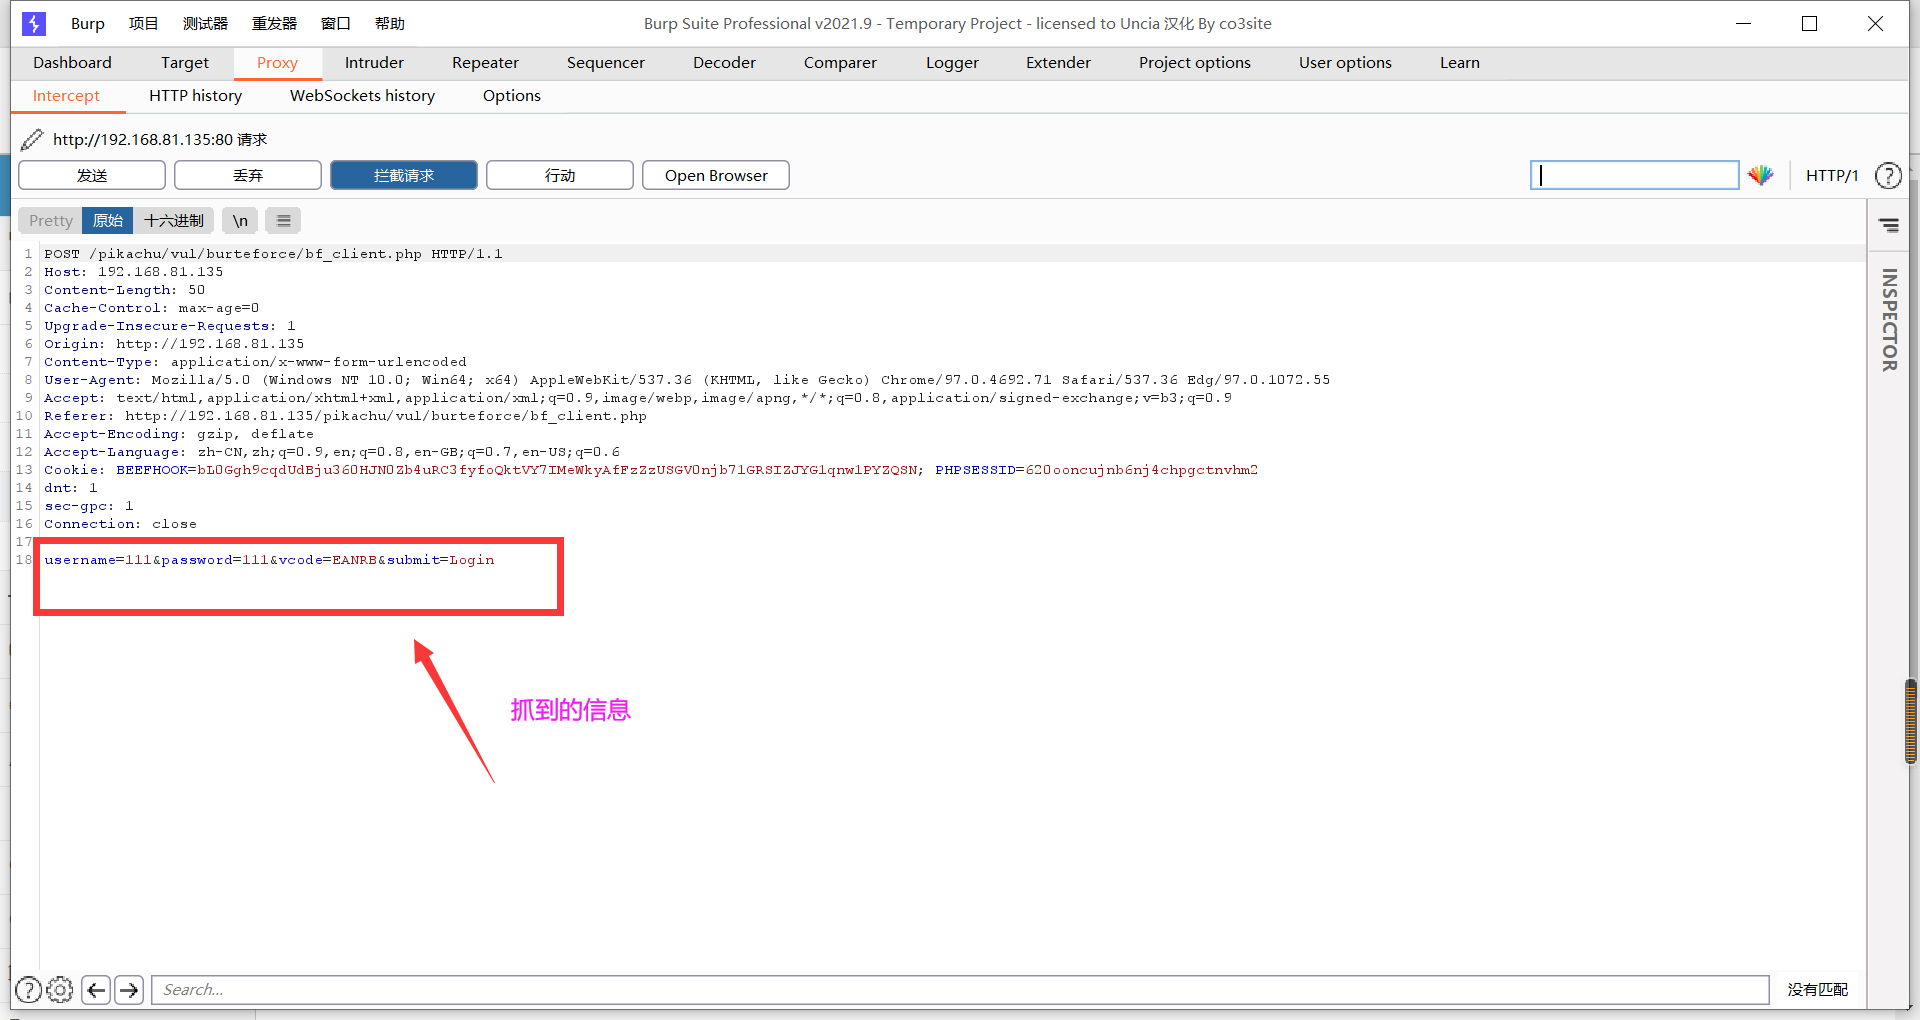 Burp 项目 测试器 重发器 窗口 帮助 Burp Suite Professional v2021.9 - Temporary Project - licensed to Uncia 汉化 By co3site
Dashboard Target Proxy Intruder Repeater Sequencer Decoder Comparer Logger Extender Project options User options Learn
Intercept HTTP history WebSockets history Options
http://192.168.81.135:80 请求
发送 丢弃 拦截请求 行动 Open Browser HTTP/1 ?
Pretty 原始 十六进制 \n
INSPECTOR
1 POST /pikachu/vul/burteforce/bf_client.php HTTP/1.1
2 Host: 192.168.81.135
3 Content-Length: 50
4 Cache-Control: max-age=0
5 Upgrade-Insecure-Requests: 1
6 Origin: http://192.168.81.135
7 Content-Type: application/x-www-form-urlencoded
8 User-Agent: Mozilla/5.0 (Windows NT 10.0; Win64; x64) AppleWebKit/537.36 (KHTML, like Gecko) Chrome/97.0.4692.71 Safari/537.36 Edg/97.0.1072.55
9 Accept: text/html,application/xhtml+xml,application/xml;q=0.9,image/webp,image/apng,*/*;q=0.8,application/signed-exchange;v=b3;q=0.9
10 Referer: http://192.168.81.135/pikachu/vul/burteforce/bf_client.php
11 Accept-Encoding: gzip, deflate
12 Accept-Language: zh-CN,zh;q=0.9,en;q=0.8,en-GB;q=0.7,en-US;q=0.6
13 Cookie: BEEFHOOK=bL0Ggh9cqdUdBju360HJN0Zb4uRC3fyfoQktVY7IMeWkyAfFzZzUSGV0njb71GRSIZJYGlqnwlPYZQSN; PHPSESSID=620ooncujnb6nj4chpgctnvhm2
14 dnt: 1
15 sec-gpc: 1
16 Connection: close
17
18 username=111&password=111&vcode=EANRB&submit=Login
抓到的信息
? Search... 没有匹配